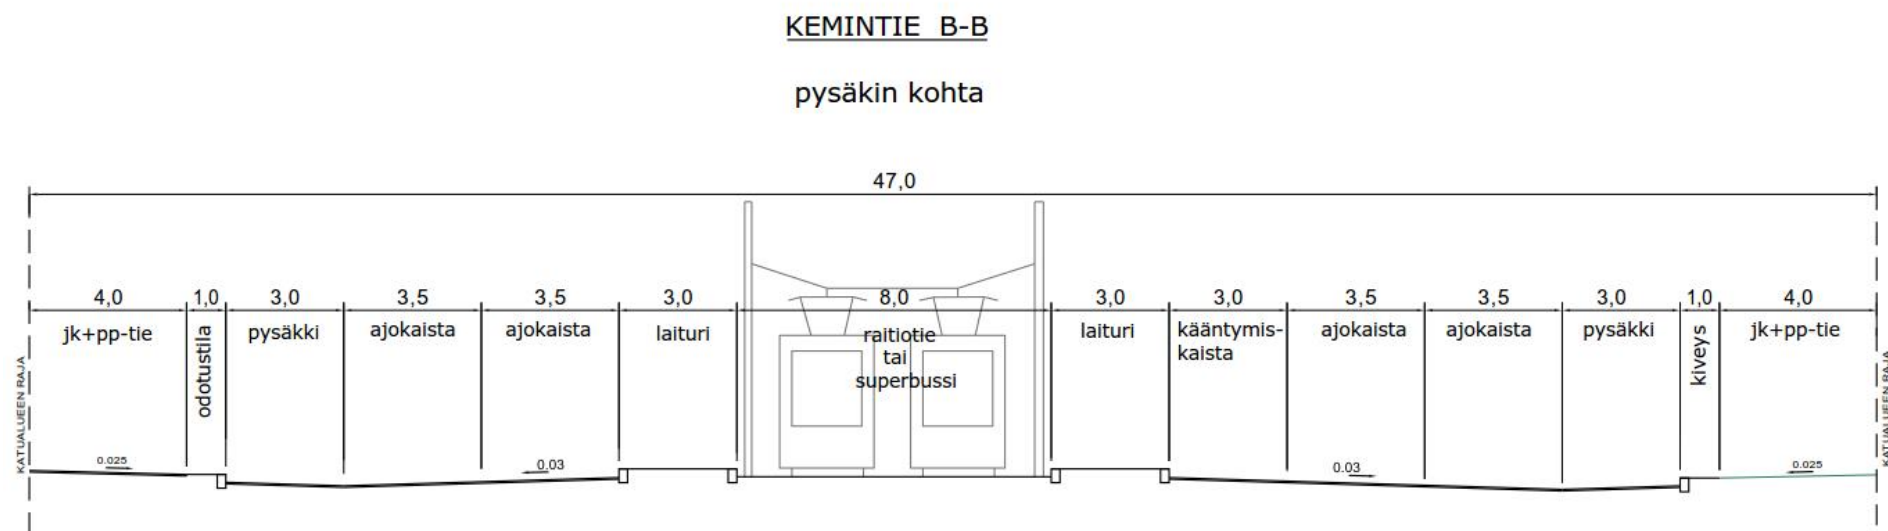 KEMINTIE B-B
pysäkin kohta
47,0
4,0 1,0 3,0 3,5 3,5 3,0 8,0 3,0 3,0 3,5 3,5 3,0 1,0 4,0
jk+pp-tie
odotustila
pysäkki
ajokaista
ajokaista
laituri
raitiotie
tai
superbussi
laituri
kääntymis-
kaista
ajokaista
ajokaista
pysäkki
kiveys
jk+pp-tie
KATUALUEEN RAJA
KATUALUEEN RAJA
0.025
0.03
0.03
0.025